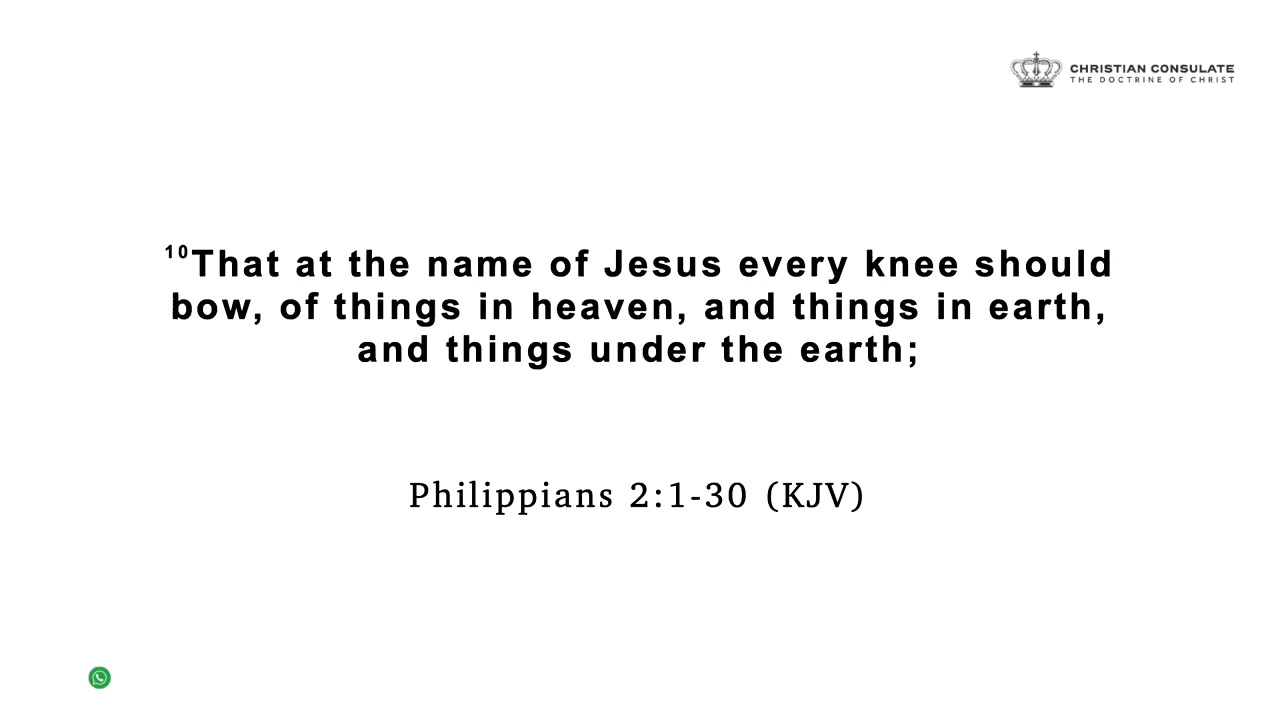 CHRISTIAN CONSULATE
THE DOCTRINE OF CHRIST
10That at the name of Jesus every knee should
bow, of things in heaven, and things in earth,
and things under the earth;
Philippians 2:1-30 (KJV)